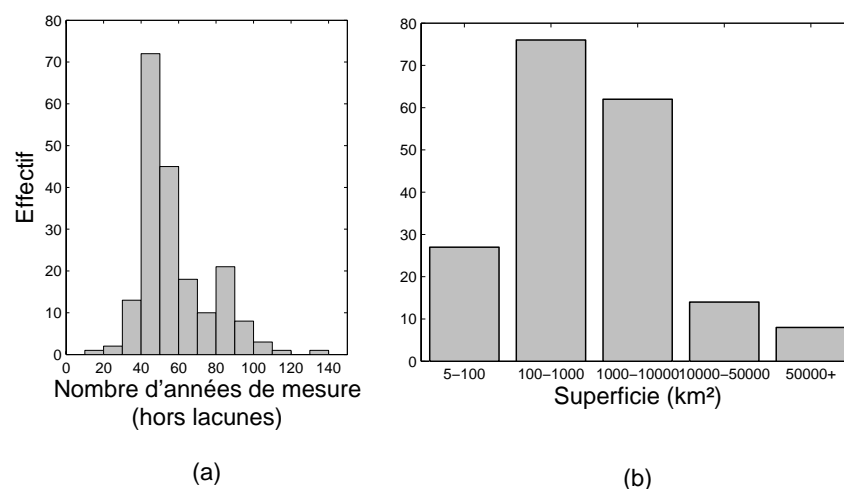 80
70
60
50
40
30
20
10
0
Effectif
0 20 40 60 80 100 120 140
Nombre d'années de mesure
(hors lacunes)
(a)
80
70
60
50
40
30
20
10
0
5−100 100−1000 1000−10000 10000−50000 50000+
Superficie (km²)
(b)